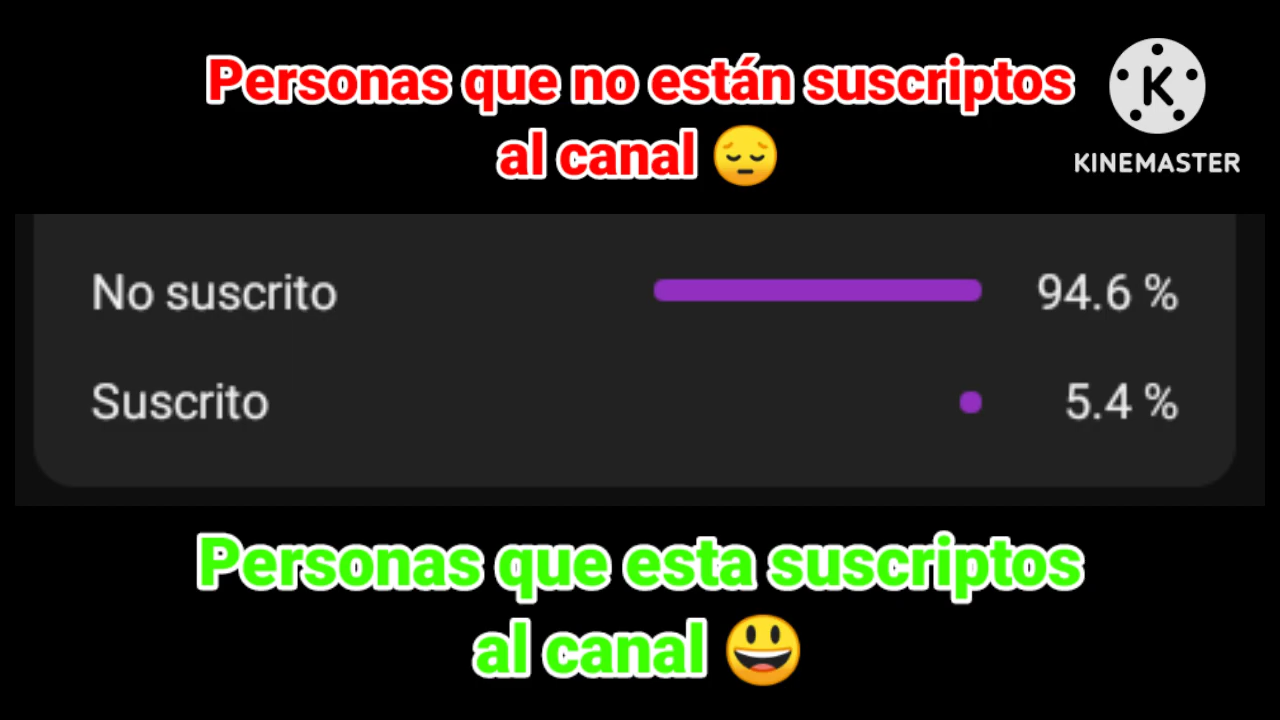 Personas que no están suscriptos
al canal 😔
KINEMASTER
No suscrito 94.6 %
Suscrito 5.4 %
Personas que esta suscriptos
al canal 😃